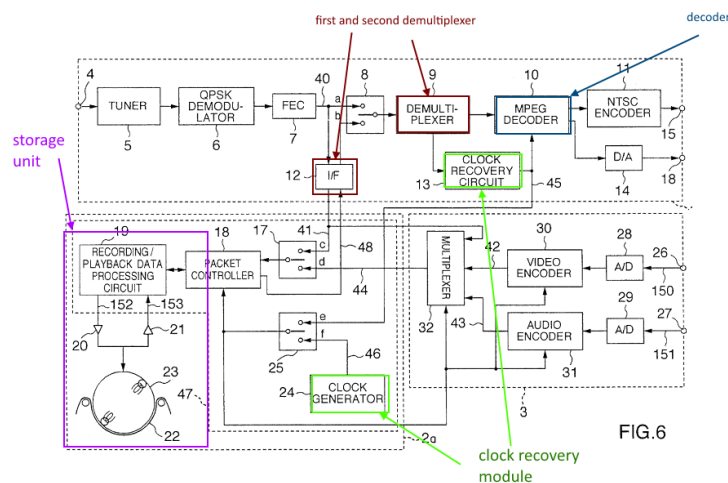 first and second demultiplexer
decoder
4
TUNER
5
QPSK
DEMODU-
LATOR
6
FEC
7
40
a
b
8
9
DEMULTI-
PLEXER
10
MPEG
DECODER
11
NTSC
ENCODER
15
D/A
14
18
12
I/F
13
CLOCK
RECOVERY
CIRCUIT
45
storage
unit
19
RECORDING/
PLAYBACK DATA
PROCESSING
CIRCUIT
18
PACKET
CONTROLLER
17
41
48
c
d
44
MULTIPLEXER
32
42
43
30
VIDEO
ENCODER
28
A/D
26
150
29
A/D
27
151
AUDIO
ENCODER
31
152
153
20
21
e
f
25
46
24
CLOCK
GENERATOR
23
22
47
2a
3
clock recovery
module
FIG.6